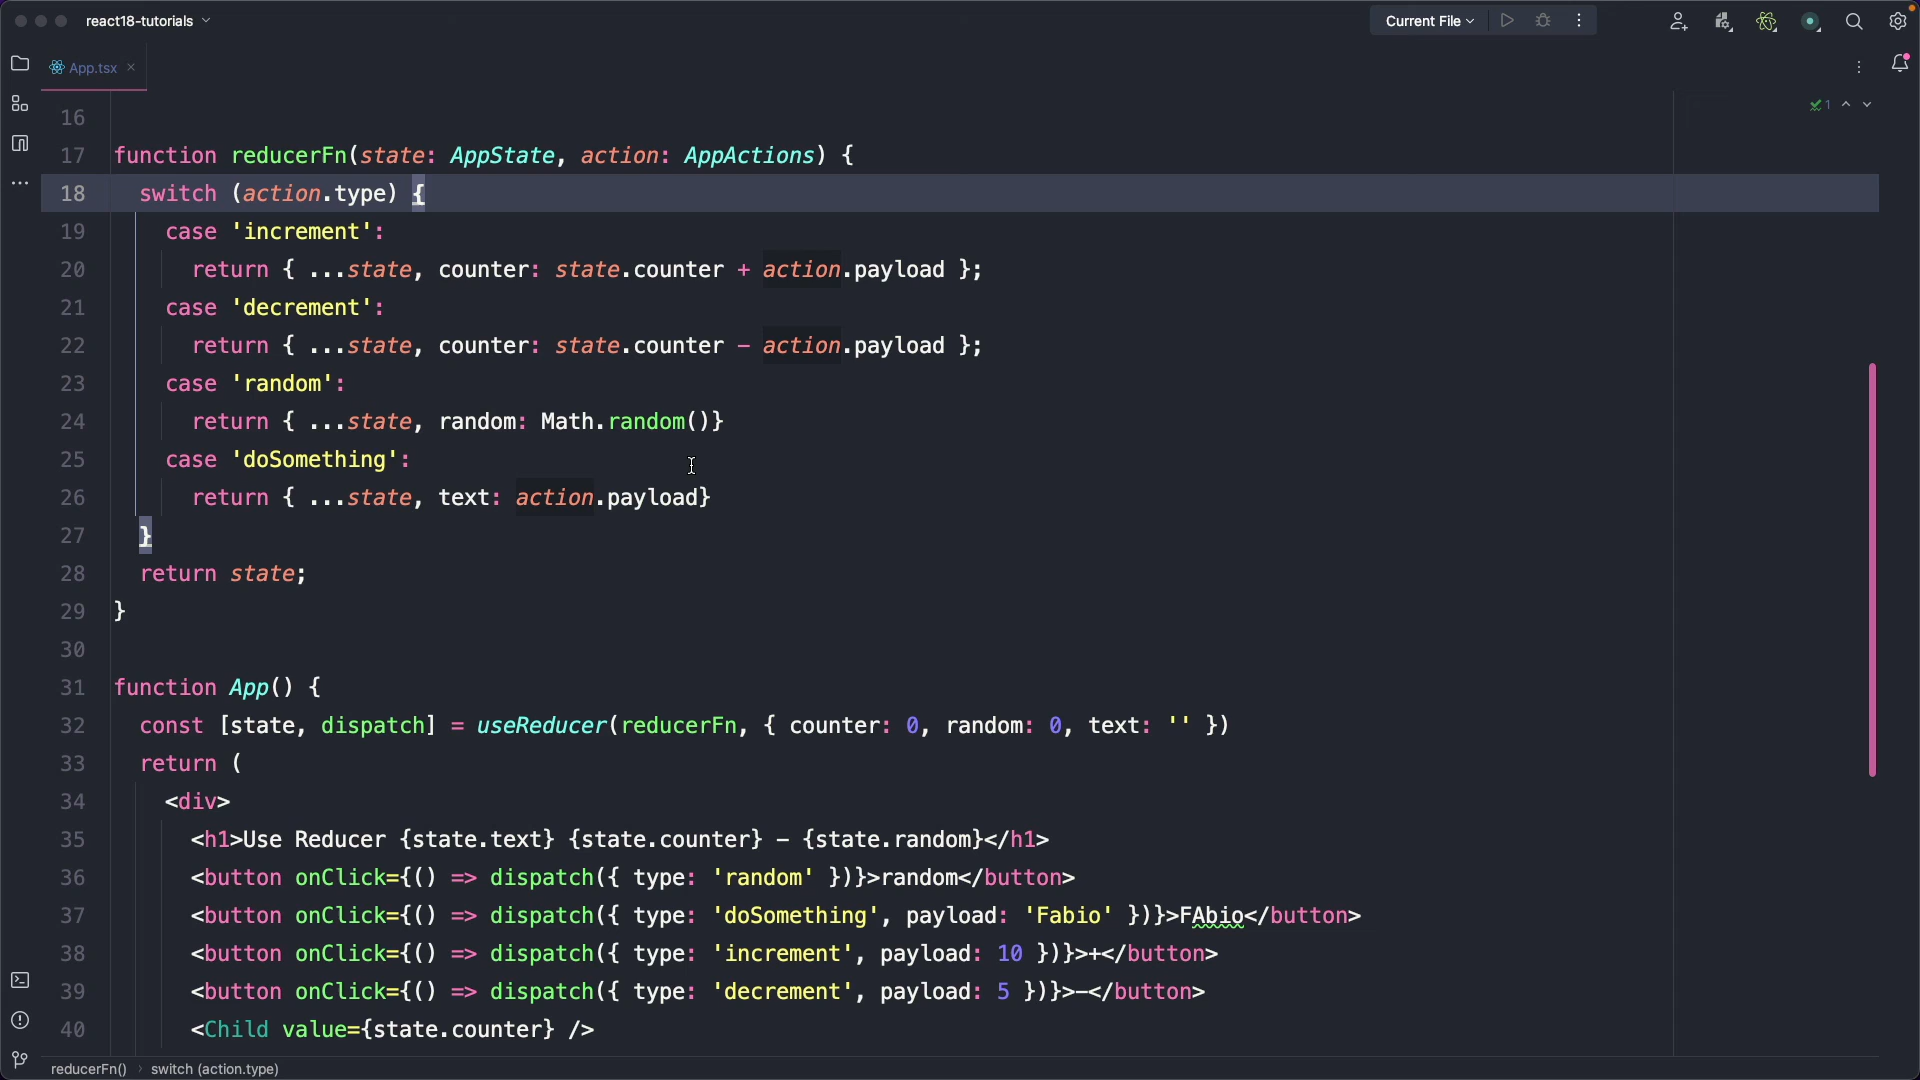 react18-tutorials
Current File
App.tsx
1
16
17 function reducerFn(state: AppState, action: AppActions) {
18 switch (action.type) {
19 case 'increment':
20 return { ...state, counter: state.counter + action.payload };
21 case 'decrement':
22 return { ...state, counter: state.counter - action.payload };
23 case 'random':
24 return { ...state, random: Math.random()}
25 case 'doSomething':
26 return { ...state, text: action.payload}
27 }
28 return state;
29 }
30
31 function App() {
32 const [state, dispatch] = useReducer(reducerFn, { counter: 0, random: 0, text: '' })
33 return (
34 <div>
35 <h1>Use Reducer {state.text} {state.counter} - {state.random}</h1>
36 <button onClick={() => dispatch({ type: 'random' })}>random</button>
37 <button onClick={() => dispatch({ type: 'doSomething', payload: 'Fabio' })}>FAbio</button>
38 <button onClick={() => dispatch({ type: 'increment', payload: 10 })}>+</button>
39 <button onClick={() => dispatch({ type: 'decrement', payload: 5 })}>-</button>
40 <Child value={state.counter} />
reducerFn() › switch (action.type)